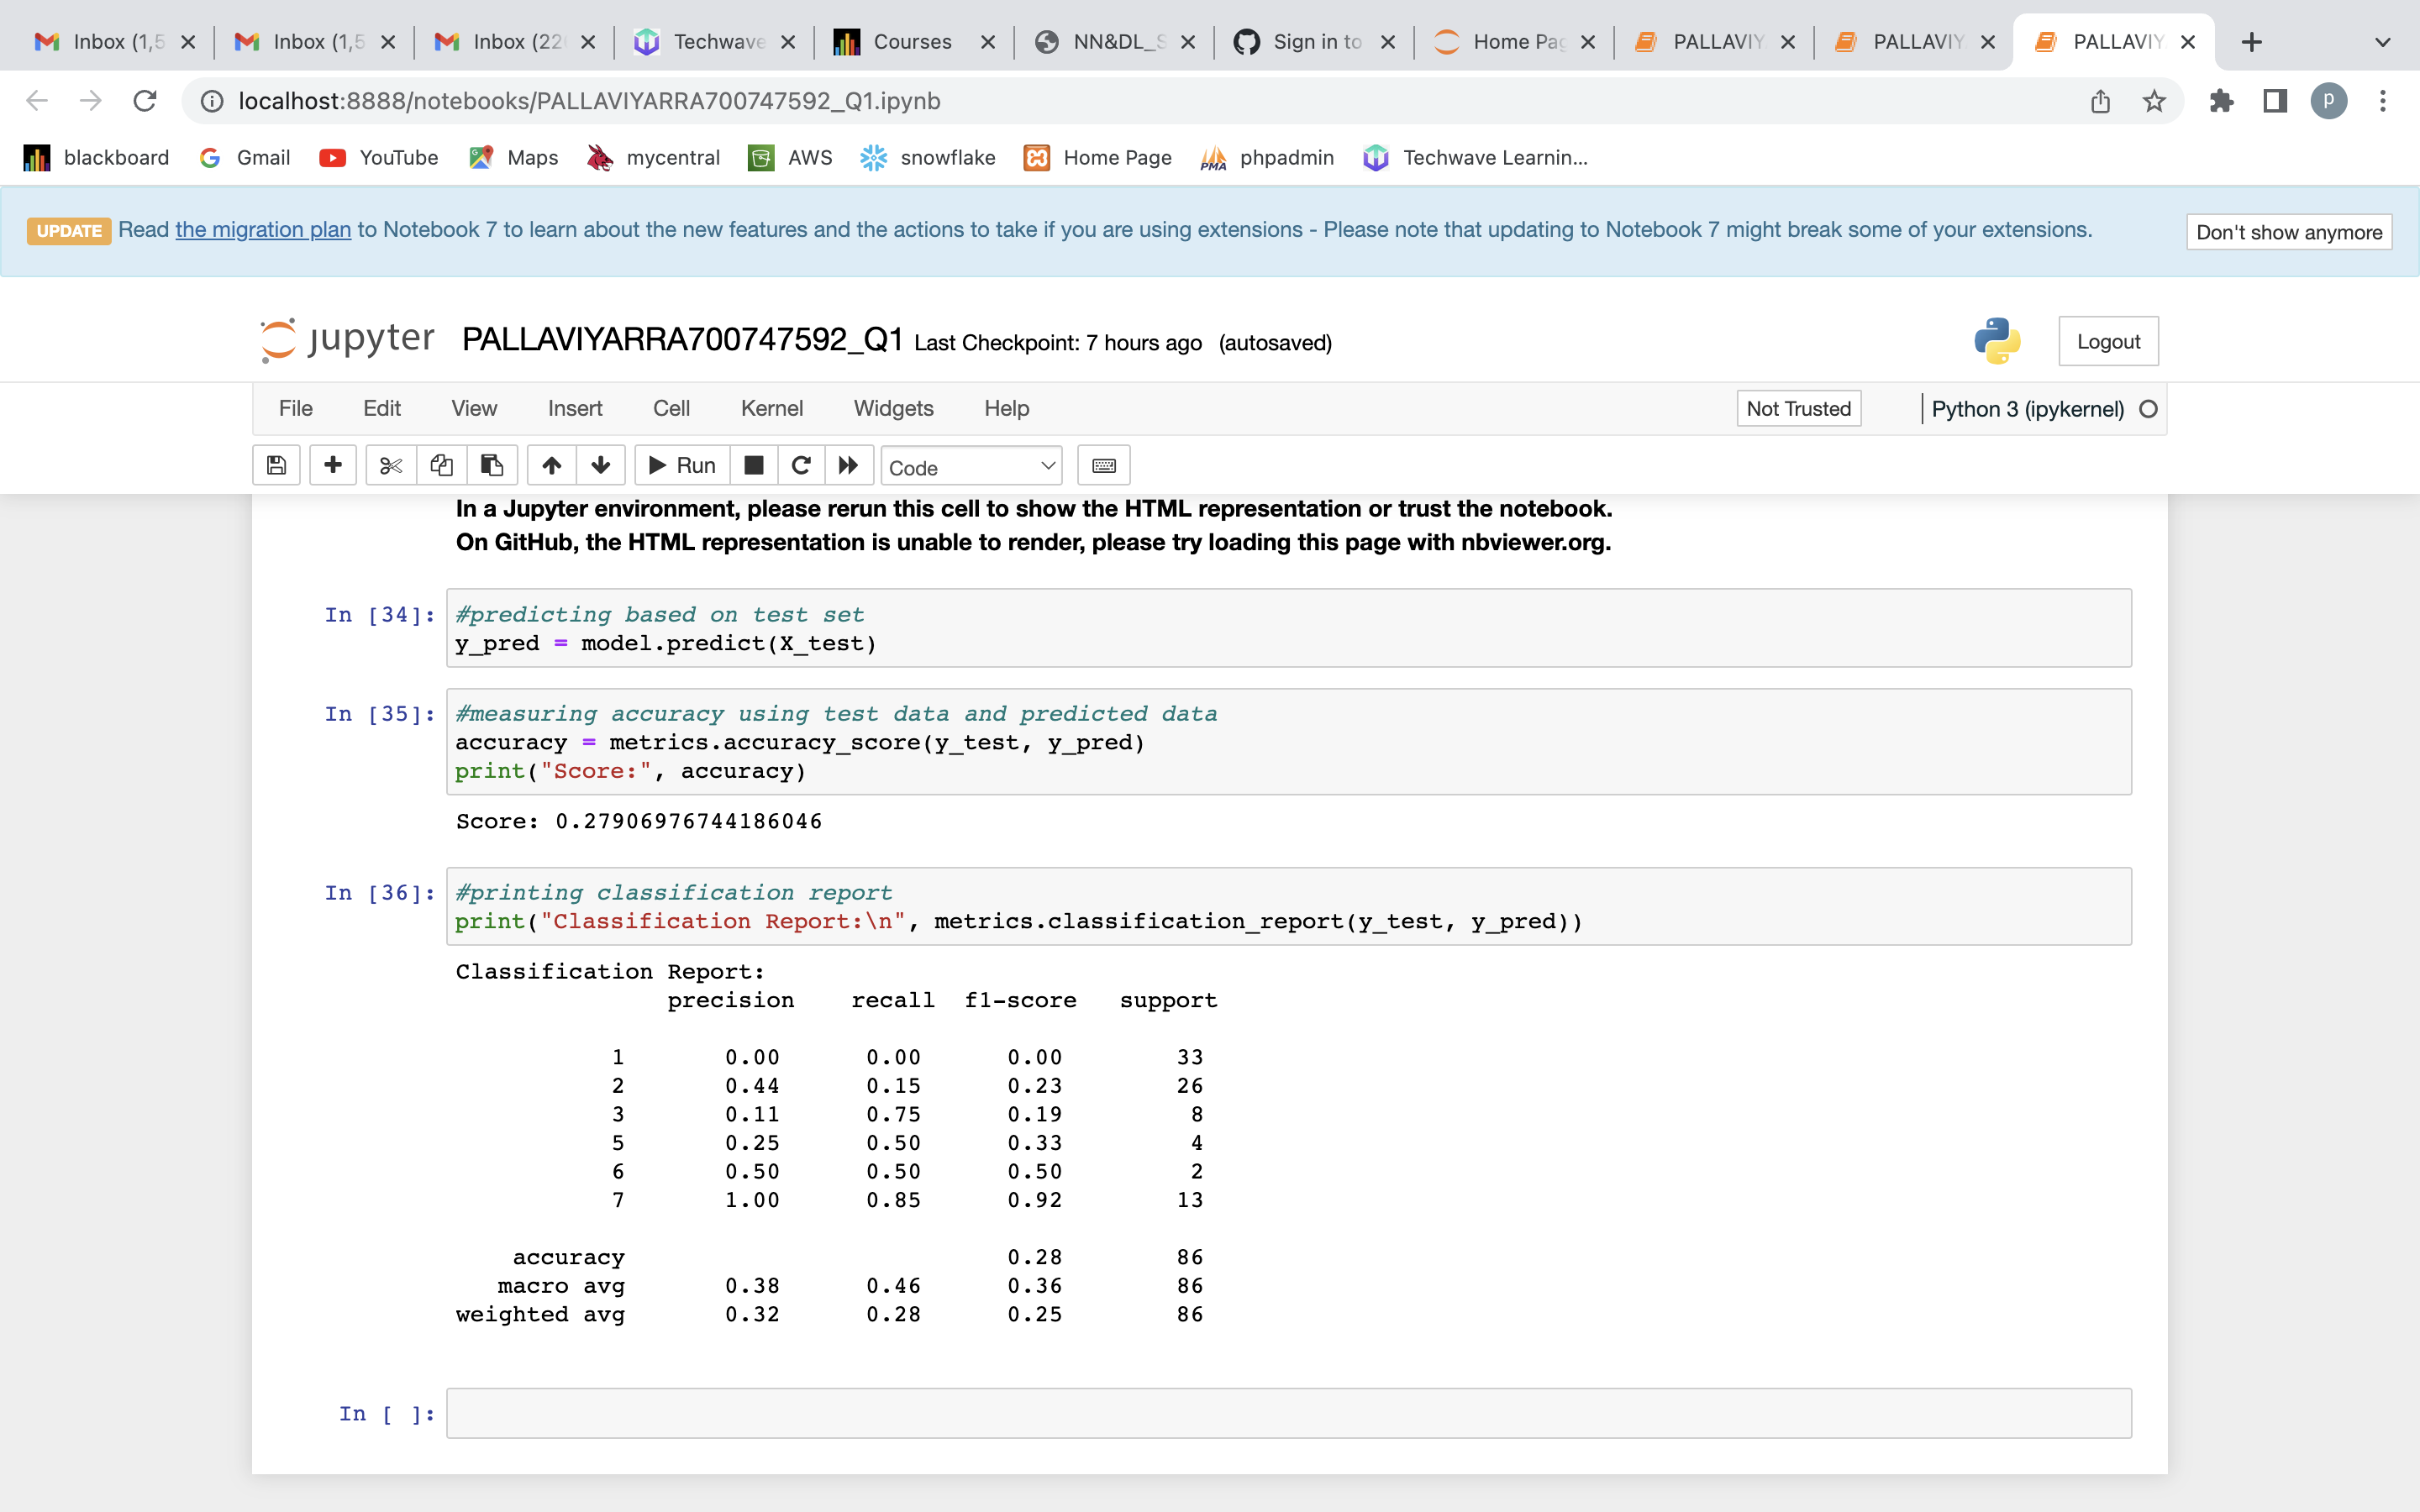 Inbox (1,5
Inbox (1,5
Inbox (22
Techwave
Courses
NN&DL_S
Sign in to
Home Pag
PALLAVIY
PALLAVIY
PALLAVIY
localhost:8888/notebooks/PALLAVIYARRA700747592_Q1.ipynb
p
blackboard Gmail YouTube Maps mycentral AWS snowflake Home Page phpadmin Techwave Learnin...
UPDATE Read the migration plan to Notebook 7 to learn about the new features and the actions to take if you are using extensions - Please note that updating to Notebook 7 might break some of your extensions.
Don't show anymore
jupyter PALLAVIYARRA700747592_Q1 Last Checkpoint: 7 hours ago (autosaved)
Logout
File Edit View Insert Cell Kernel Widgets Help
Not Trusted
Python 3 (ipykernel)
Run
Code
In a Jupyter environment, please rerun this cell to show the HTML representation or trust the notebook.
On GitHub, the HTML representation is unable to render, please try loading this page with nbviewer.org.
In [34]: #predicting based on test set
y_pred = model.predict(X_test)
In [35]: #measuring accuracy using test data and predicted data
accuracy = metrics.accuracy_score(y_test, y_pred)
print("Score:", accuracy)
Score: 0.27906976744186046
In [36]: #printing classification report
print("Classification Report:\n", metrics.classification_report(y_test, y_pred))
Classification Report:
precision recall f1-score support
1 0.00 0.00 0.00 33
2 0.44 0.15 0.23 26
3 0.11 0.75 0.19 8
5 0.25 0.50 0.33 4
6 0.50 0.50 0.50 2
7 1.00 0.85 0.92 13
accuracy 0.28 86
macro avg 0.38 0.46 0.36 86
weighted avg 0.32 0.28 0.25 86
In [ ]: